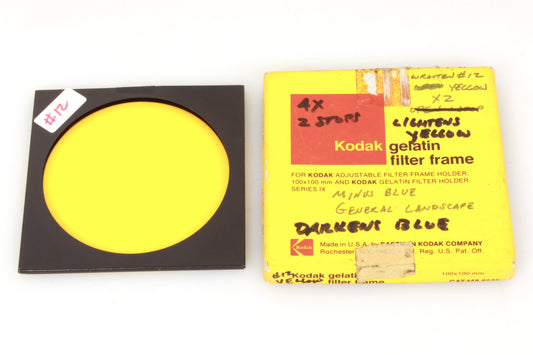 #12
WRATTEN #12
YELLOW
X2
4X
2 STOPS
LIGHTENS
YELLOW
Kodak gelatin
filter frame
FOR KODAK ADJUSTABLE FILTER FRAME HOLDER,
100x100 mm AND KODAK GELATIN FILTER HOLDER,
SERIES IX
MINUS BLUE
GENERAL LANDSCAPE
DARKENS BLUE
Kodak
Made in U.S.A. by EASTMAN KODAK COMPANY
Rochester Reg. U.S. Pat. Off.
Kodak gelatin
YELLOW filter frame
100x100 mm